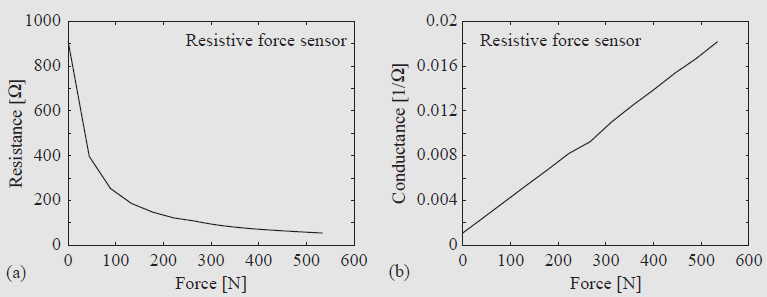 1000
800
600
400
200
0
Resistance [Ω]
Resistive force sensor
0 100 200 300 400 500 600
Force [N]
(a)
0.02
0.016
0.012
0.008
0.004
0
Conductance [1/Ω]
Resistive force sensor
0 100 200 300 400 500 600
Force [N]
(b)